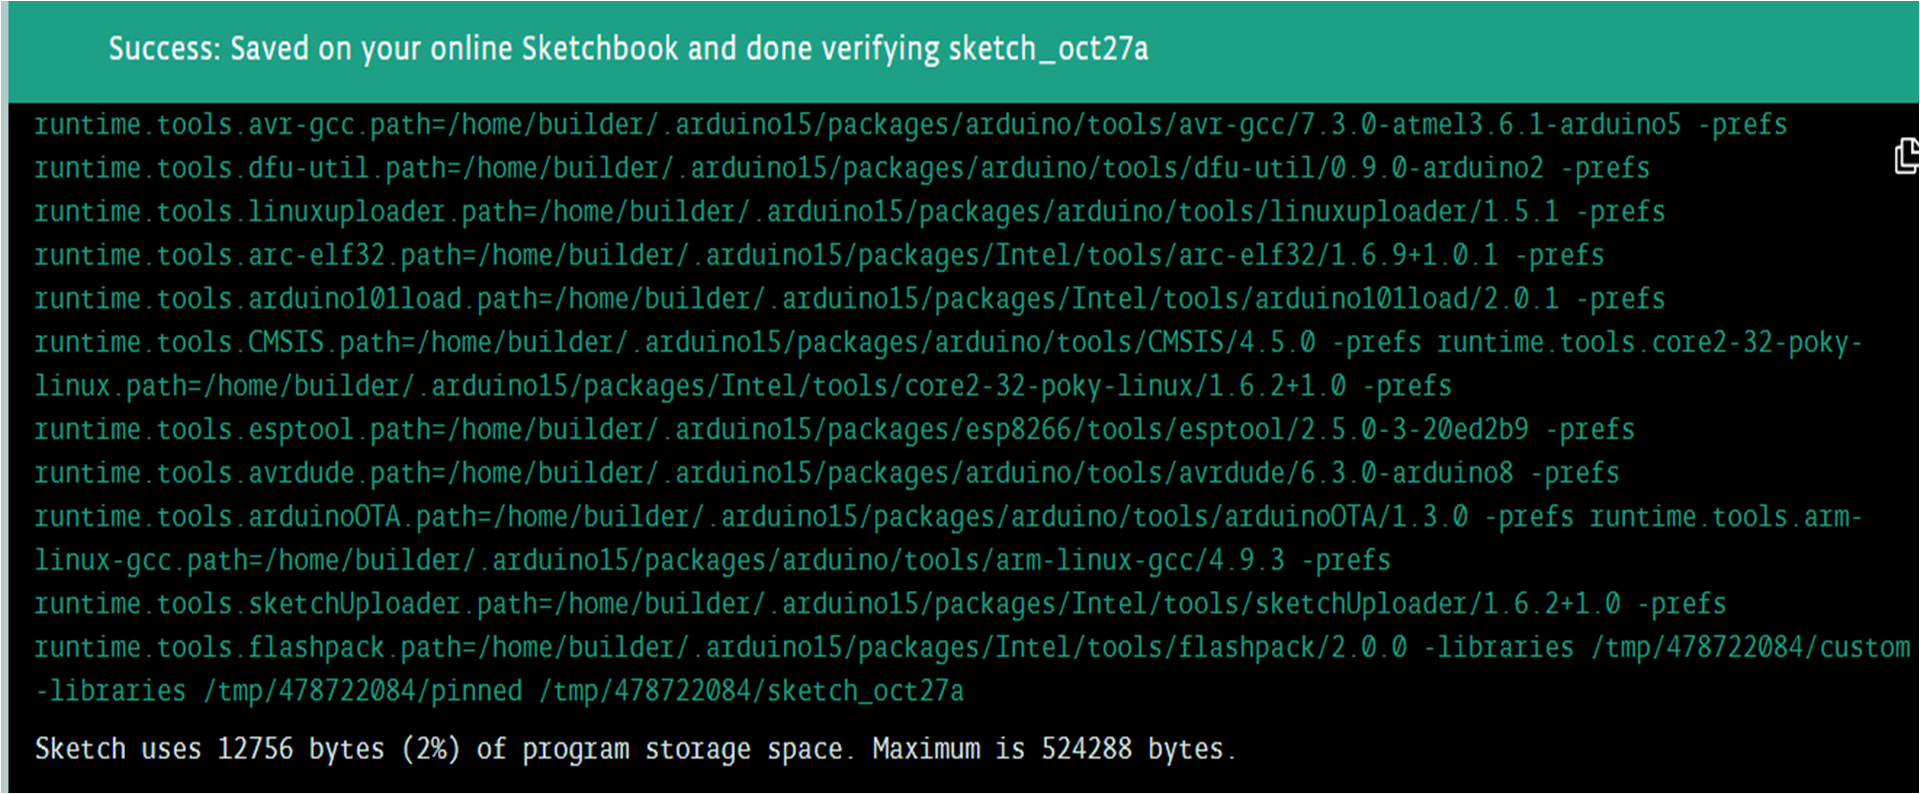 Success: Saved on your online Sketchbook and done verifying sketch_oct27a
runtime.tools.avr-gcc.path=/home/builder/.arduino15/packages/arduino/tools/avr-gcc/7.3.0-atmel3.6.1-arduino5 -prefs
runtime.tools.dfu-util.path=/home/builder/.arduino15/packages/arduino/tools/dfu-util/0.9.0-arduino2 -prefs
runtime.tools.linuxuploader.path=/home/builder/.arduino15/packages/arduino/tools/linuxuploader/1.5.1 -prefs
runtime.tools.arc-elf32.path=/home/builder/.arduino15/packages/Intel/tools/arc-elf32/1.6.9+1.0.1 -prefs
runtime.tools.arduino101load.path=/home/builder/.arduino15/packages/Intel/tools/arduino101load/2.0.1 -prefs
runtime.tools.CMSIS.path=/home/builder/.arduino15/packages/arduino/tools/CMSIS/4.5.0 -prefs runtime.tools.core2-32-poky-
linux.path=/home/builder/.arduino15/packages/Intel/tools/core2-32-poky-linux/1.6.2+1.0 -prefs
runtime.tools.esptool.path=/home/builder/.arduino15/packages/esp8266/tools/esptool/2.5.0-3-20ed2b9 -prefs
runtime.tools.avrdude.path=/home/builder/.arduino15/packages/arduino/tools/avrdude/6.3.0-arduino8 -prefs
runtime.tools.arduinoOTA.path=/home/builder/.arduino15/packages/arduino/tools/arduinoOTA/1.3.0 -prefs runtime.tools.arm-
linux-gcc.path=/home/builder/.arduino15/packages/arduino/tools/arm-linux-gcc/4.9.3 -prefs
runtime.tools.sketchUploader.path=/home/builder/.arduino15/packages/Intel/tools/sketchUploader/1.6.2+1.0 -prefs
runtime.tools.flashpack.path=/home/builder/.arduino15/packages/Intel/tools/flashpack/2.0.0 -libraries /tmp/478722084/custom
-libraries /tmp/478722084/pinned /tmp/478722084/sketch_oct27a
Sketch uses 12756 bytes (2%) of program storage space. Maximum is 524288 bytes.